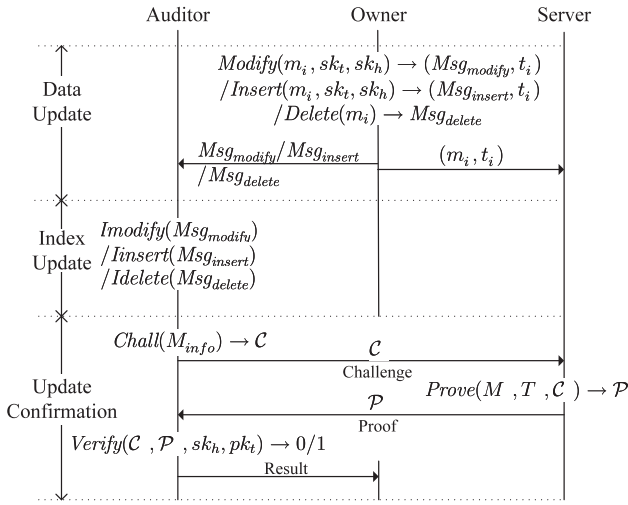 Auditor Owner Server
Modify(m_i, sk_t, sk_h) → (Msg_modify, t_i)
/Insert(m_i, sk_t, sk_h) → (Msg_insert, t_i)
/Delete(m_i) → Msg_delete
Data
Update
Msg_modify/Msg_insert
/Msg_delete
(m_i, t_i)
Index
Update
Imodify(Msg_modify)
/Iinsert(Msg_insert)
/Idelete(Msg_delete)
Chall(M_info) → 𝒞
𝒞
Challenge
Update
Confirmation
Prove(M , T , 𝒞 ) → 𝒫
𝒫
Proof
Verify(𝒞 , 𝒫 , sk_h, pk_t) → 0/1
Result